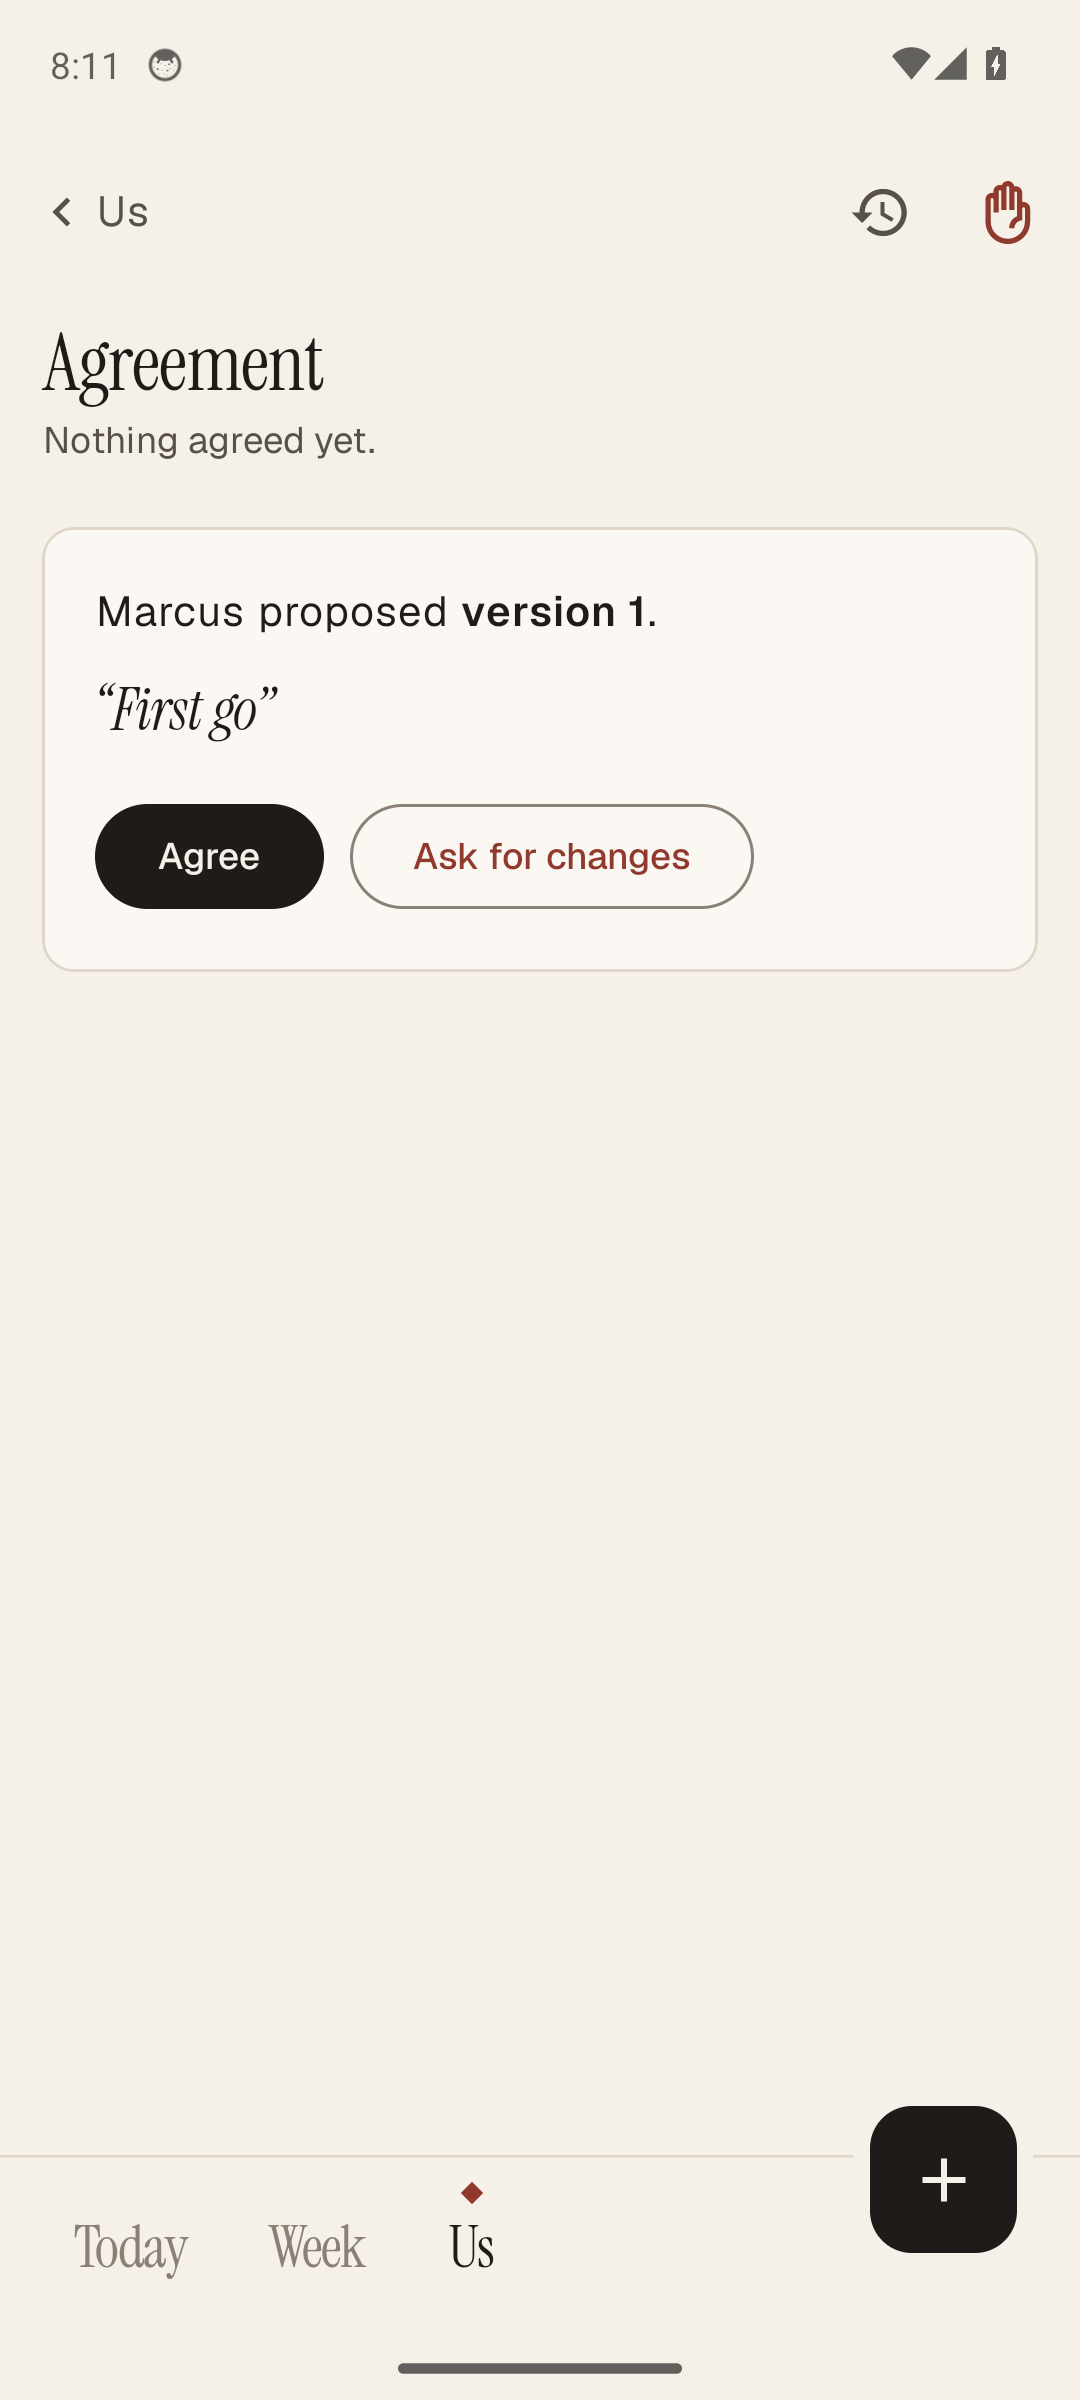 8:11
Us
Agreement
Nothing agreed yet.
Marcus proposed version 1.
“First go”
Agree
Ask for changes
Today
Week
Us